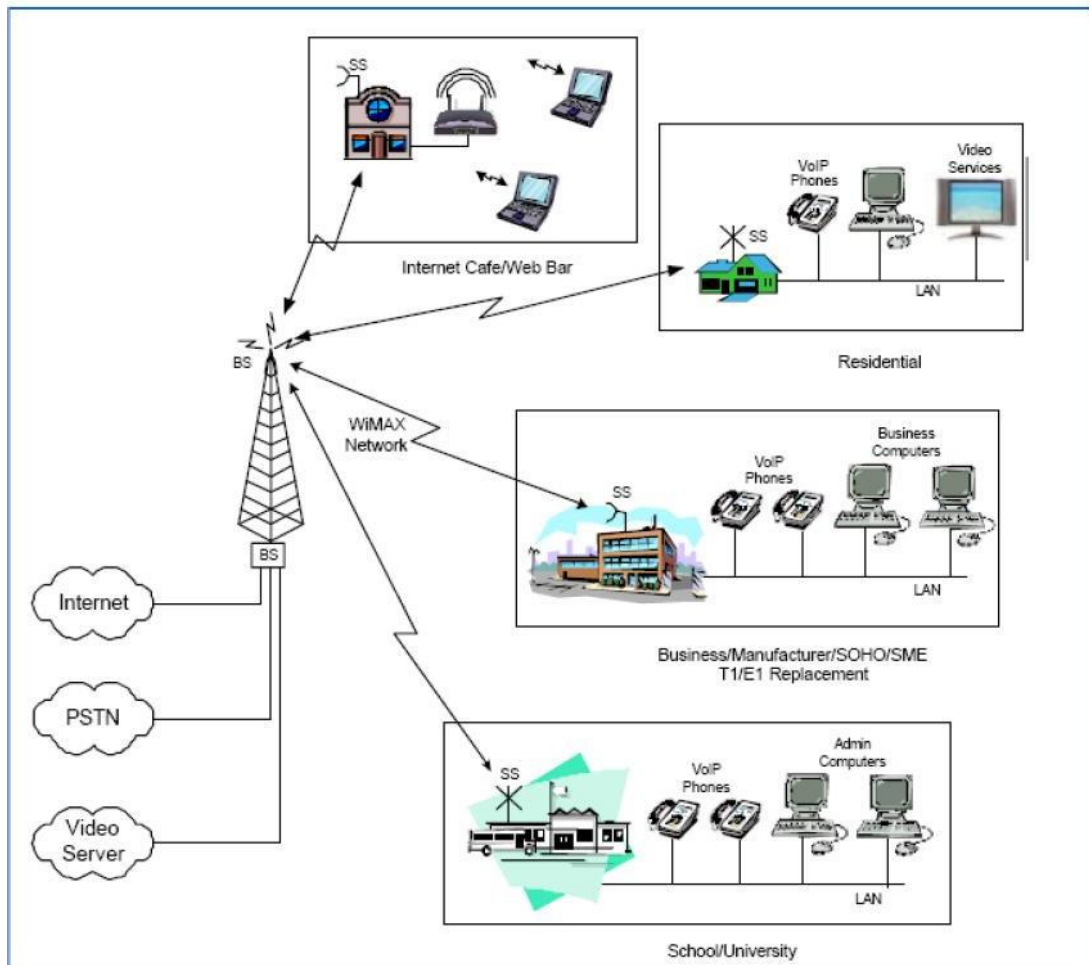 SS
Internet Cafe/Web Bar
VoIP
Phones
Video
Services
SS
LAN
Residential
BS
WiMAX
Network
SS
VoIP
Phones
Business
Computers
LAN
Business/Manufacturer/SOHO/SME
T1/E1 Replacement
BS
Internet
PSTN
Video
Server
SS
VoIP
Phones
Admin
Computers
LAN
School/University